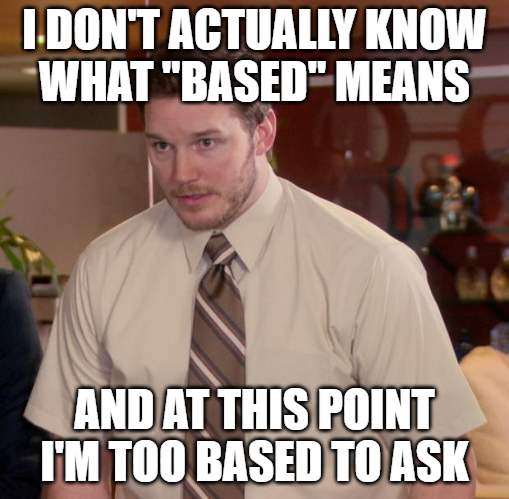 I DON'T ACTUALLY KNOW
WHAT "BASED" MEANS
AND AT THIS POINT
I'M TOO BASED TO ASK